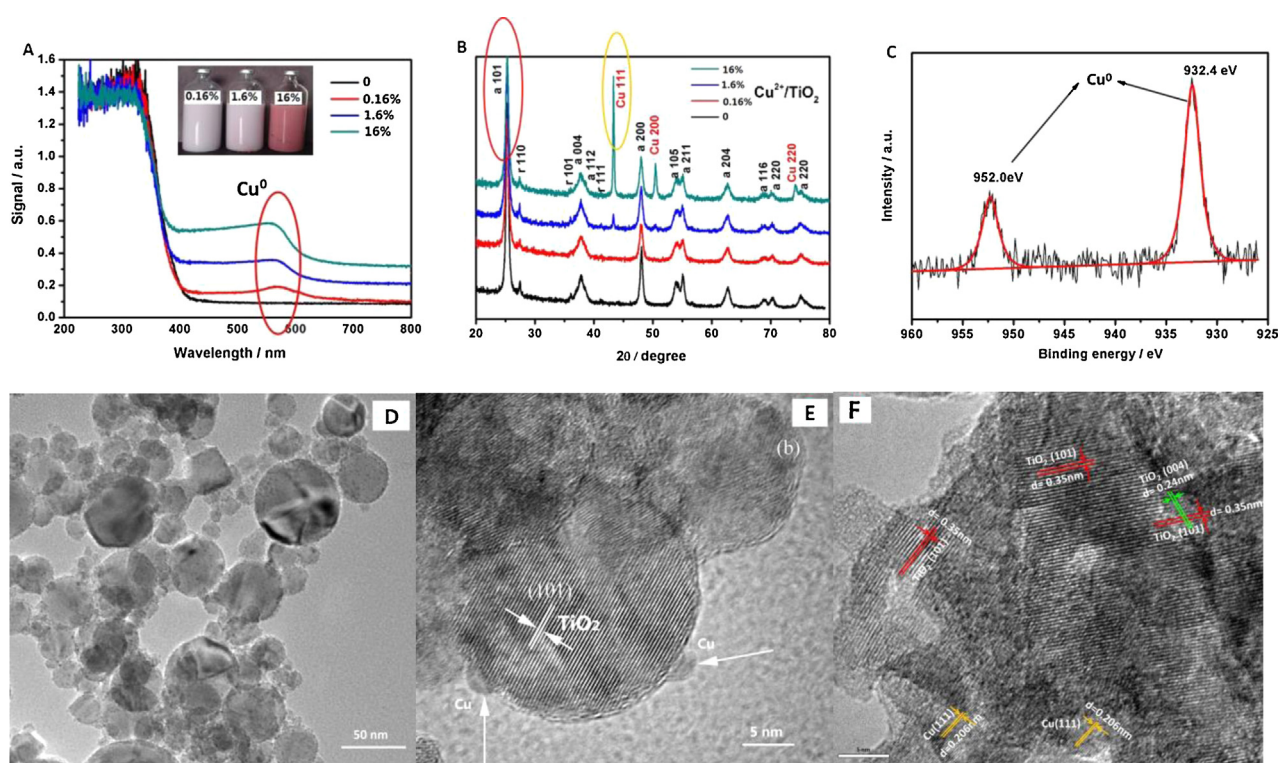 A
1.6
1.4
1.2
1.0
0.8
0.6
0.4
0.2
0.0
Signal / a.u.
200
300
400
500
600
700
800
Wavelength / nm
0.16%
1.6%
16%
0
0.16%
1.6%
16%
Cu⁰
B
a 101
r 110
r 101
a 004
a 112
r 111
Cu 111
a 200
Cu 200
a 105
a 211
a 204
a 116
a 220
Cu 220
a 220
16%
1.6%
0.16%
0
Cu²⁺/TiO₂
20
30
40
50
60
70
80
2θ / degree
C
Intensity / a.u.
Cu⁰
932.4 eV
952.0eV
960
955
950
945
940
935
930
925
Binding energy / eV
D
50 nm
E
(b)
(101)
TiO₂
Cu
Cu
5 nm
F
TiO₂ (101)
d= 0.35nm
TiO₂ (004)
d= 0.24nm
d= 0.35nm
TiO₂ (101)
d= 0.35nm
TiO₂ (101)
Cu(111)
d=0.206nm
Cu(111)
d=0.206nm
5 nm